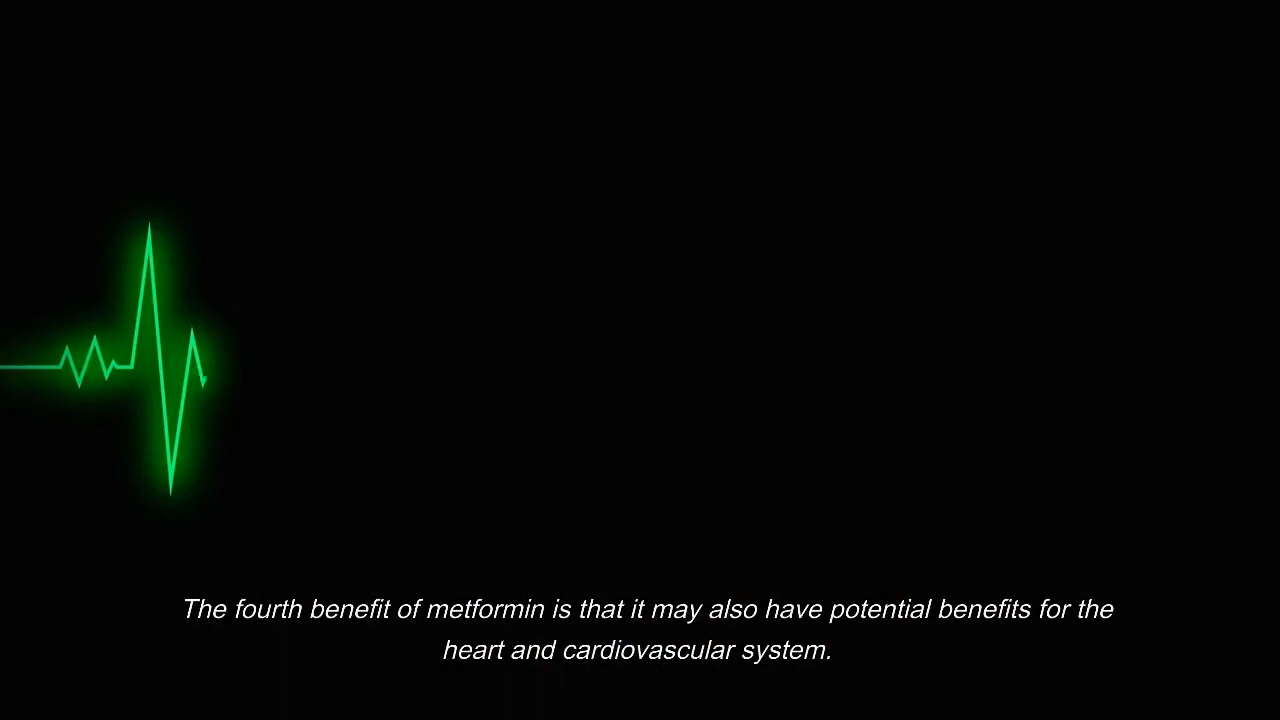 The fourth benefit of metformin is that it may also have potential benefits for the
heart and cardiovascular system.